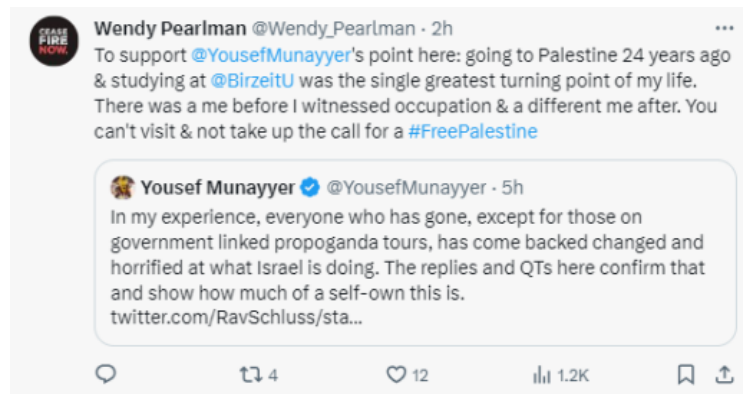 CEASE
FIRE
NOW.
Wendy Pearlman @Wendy_Pearlman · 2h
To support @YousefMunayyer's point here: going to Palestine 24 years ago
& studying at @BirzeitU was the single greatest turning point of my life.
There was a me before I witnessed occupation & a different me after. You
can't visit & not take up the call for a #FreePalestine
Yousef Munayyer @YousefMunayyer · 5h
In my experience, everyone who has gone, except for those on
government linked propoganda tours, has come backed changed and
horrified at what Israel is doing. The replies and QTs here confirm that
and show how much of a self-own this is.
twitter.com/RavSchluss/sta...
4 12 1.2K